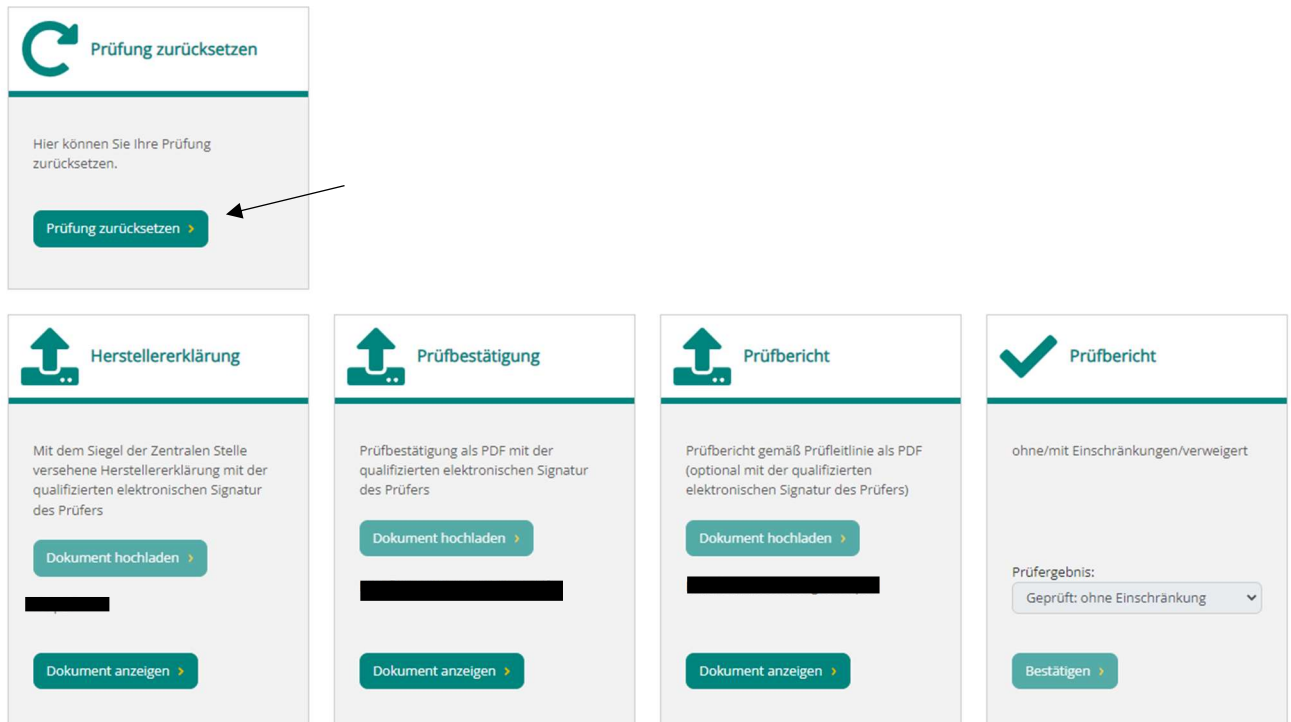 Prüfung zurücksetzen
Hier können Sie Ihre Prüfung
zurücksetzen.
Prüfung zurücksetzen
Herstellererklärung
Mit dem Siegel der Zentralen Stelle
versehene Herstellererklärung mit der
qualifizierten elektronischen Signatur
des Prüfers
Dokument hochladen
Dokument anzeigen
Prüfbestätigung
Prüfbestätigung als PDF mit der
qualifizierten elektronischen Signatur
des Prüfers
Dokument hochladen
Dokument anzeigen
Prüfbericht
Prüfbericht gemäß Prüfleitlinie als PDF
(optional mit der qualifizierten
elektronischen Signatur des Prüfers)
Dokument hochladen
Dokument anzeigen
Prüfbericht
ohne/mit Einschränkungen/verweigert
Prüfergebnis:
Geprüft: ohne Einschränkung
Bestätigen